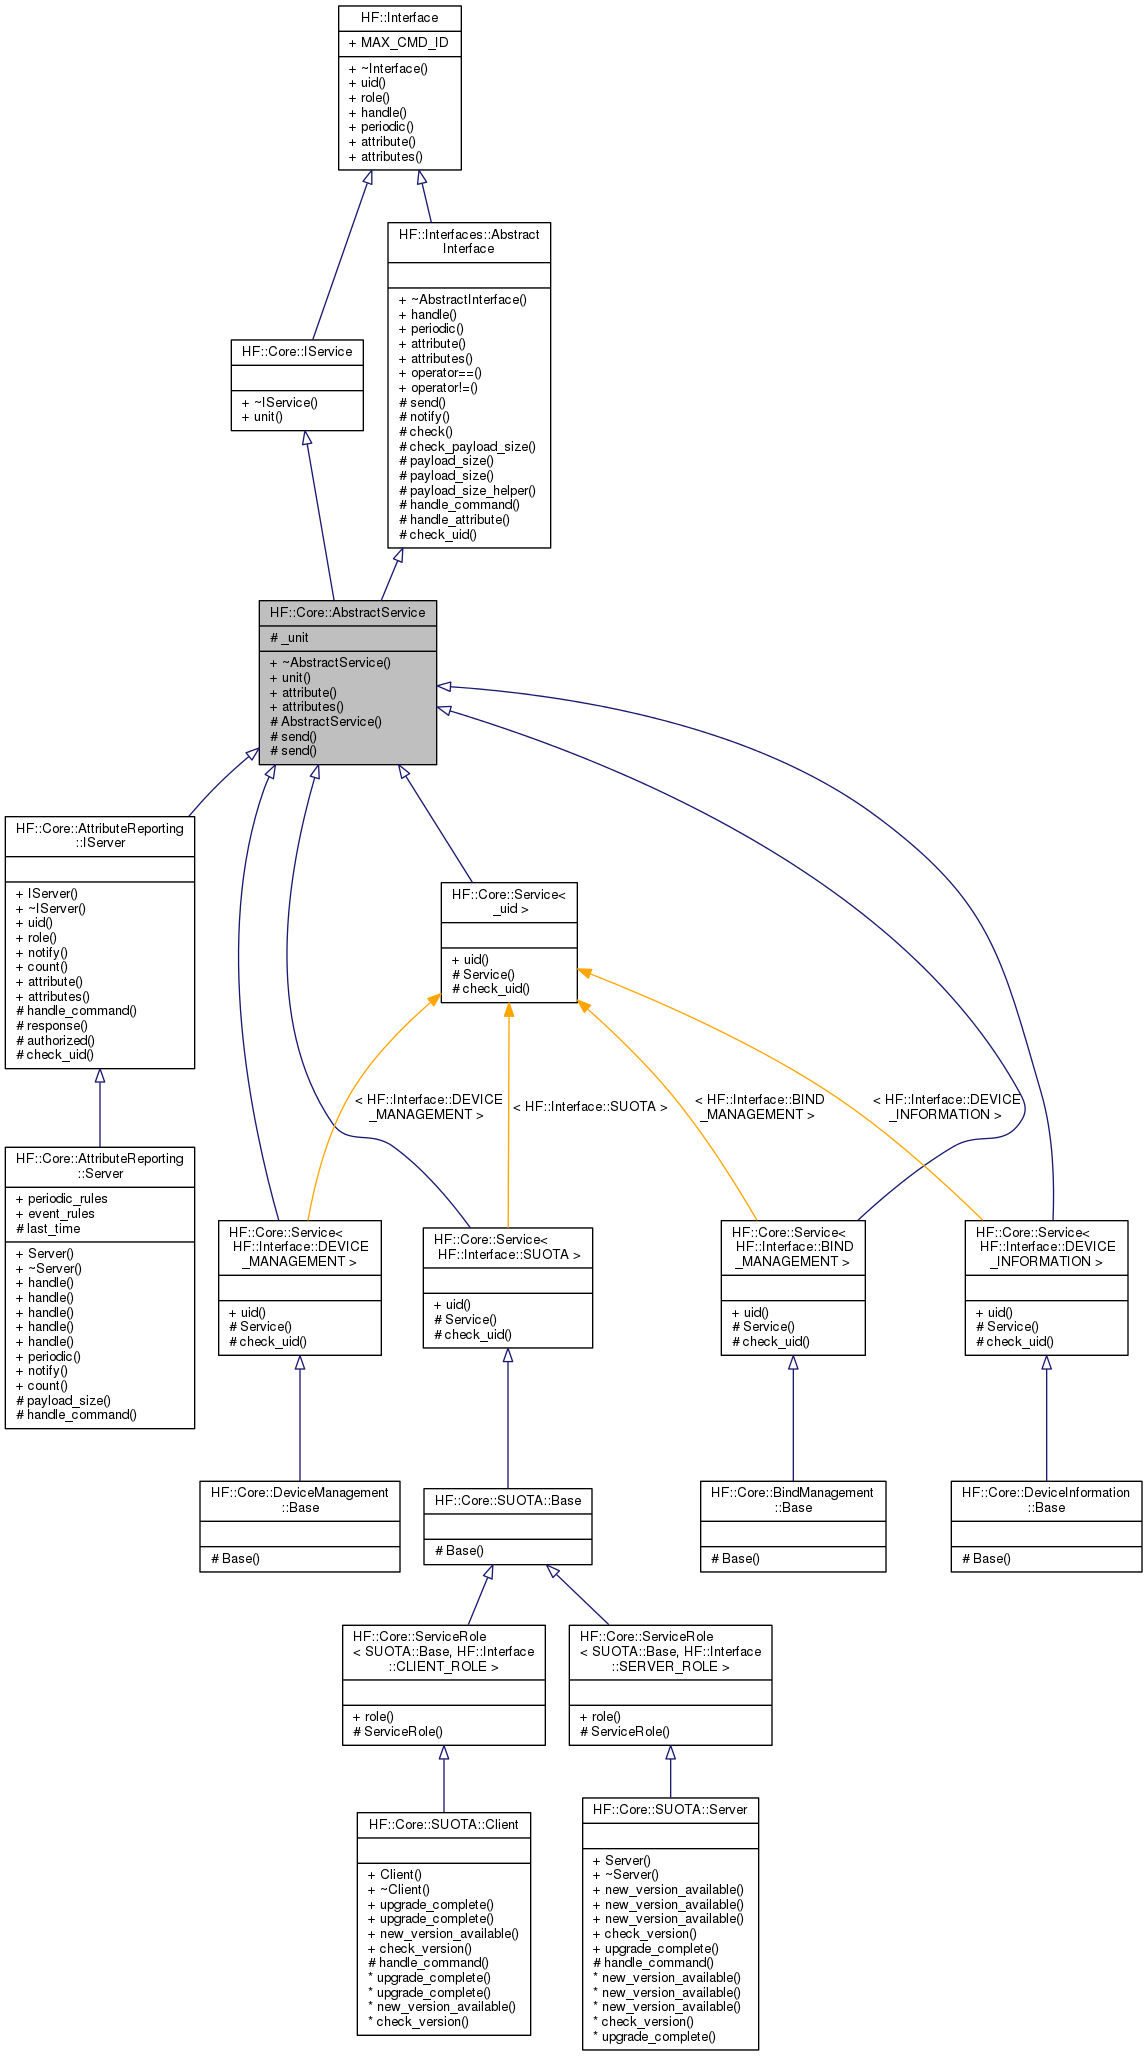 HF::Interface
+ MAX_CMD_ID
+ ~Interface()
+ uid()
+ role()
+ handle()
+ periodic()
+ attribute()
+ attributes()
HF::Interfaces::Abstract
Interface
+ ~AbstractInterface()
+ handle()
+ periodic()
+ attribute()
+ attributes()
+ operator==()
+ operator!=()
# send()
# notify()
# check()
# check_payload_size()
# payload_size()
# payload_size()
# payload_size_helper()
# handle_command()
# handle_attribute()
# check_uid()
HF::Core::IService
+ ~IService()
+ unit()
HF::Core::AbstractService
# _unit
+ ~AbstractService()
+ unit()
+ attribute()
+ attributes()
# AbstractService()
# send()
# send()
HF::Core::AttributeReporting
::IServer
+ IServer()
+ ~IServer()
+ uid()
+ role()
+ notify()
+ count()
+ attribute()
+ attributes()
# handle_command()
# response()
# authorized()
# check_uid()
HF::Core::Service<
_uid >
+ uid()
# Service()
# check_uid()
< HF::Interface::DEVICE
_MANAGEMENT >
< HF::Interface::SUOTA >
< HF::Interface::BIND
_MANAGEMENT >
< HF::Interface::DEVICE
_INFORMATION >
HF::Core::AttributeReporting
::Server
+ periodic_rules
+ event_rules
# last_time
+ Server()
+ ~Server()
+ handle()
+ handle()
+ handle()
+ handle()
+ handle()
+ periodic()
+ notify()
+ count()
# payload_size()
# handle_command()
HF::Core::Service<
HF::Interface::DEVICE
_MANAGEMENT >
+ uid()
# Service()
# check_uid()
HF::Core::Service<
HF::Interface::SUOTA >
+ uid()
# Service()
# check_uid()
HF::Core::Service<
HF::Interface::BIND
_MANAGEMENT >
+ uid()
# Service()
# check_uid()
HF::Core::Service<
HF::Interface::DEVICE
_INFORMATION >
+ uid()
# Service()
# check_uid()
HF::Core::DeviceManagement
::Base
# Base()
HF::Core::SUOTA::Base
# Base()
HF::Core::BindManagement
::Base
# Base()
HF::Core::DeviceInformation
::Base
# Base()
HF::Core::ServiceRole
< SUOTA::Base, HF::Interface
::CLIENT_ROLE >
+ role()
# ServiceRole()
HF::Core::ServiceRole
< SUOTA::Base, HF::Interface
::SERVER_ROLE >
+ role()
# ServiceRole()
HF::Core::SUOTA::Client
+ Client()
+ ~Client()
+ upgrade_complete()
+ upgrade_complete()
+ new_version_available()
+ check_version()
# handle_command()
* upgrade_complete()
* upgrade_complete()
* new_version_available()
* check_version()
HF::Core::SUOTA::Server
+ Server()
+ ~Server()
+ new_version_available()
+ new_version_available()
+ new_version_available()
+ check_version()
+ upgrade_complete()
# handle_command()
* new_version_available()
* new_version_available()
* new_version_available()
* check_version()
* upgrade_complete()